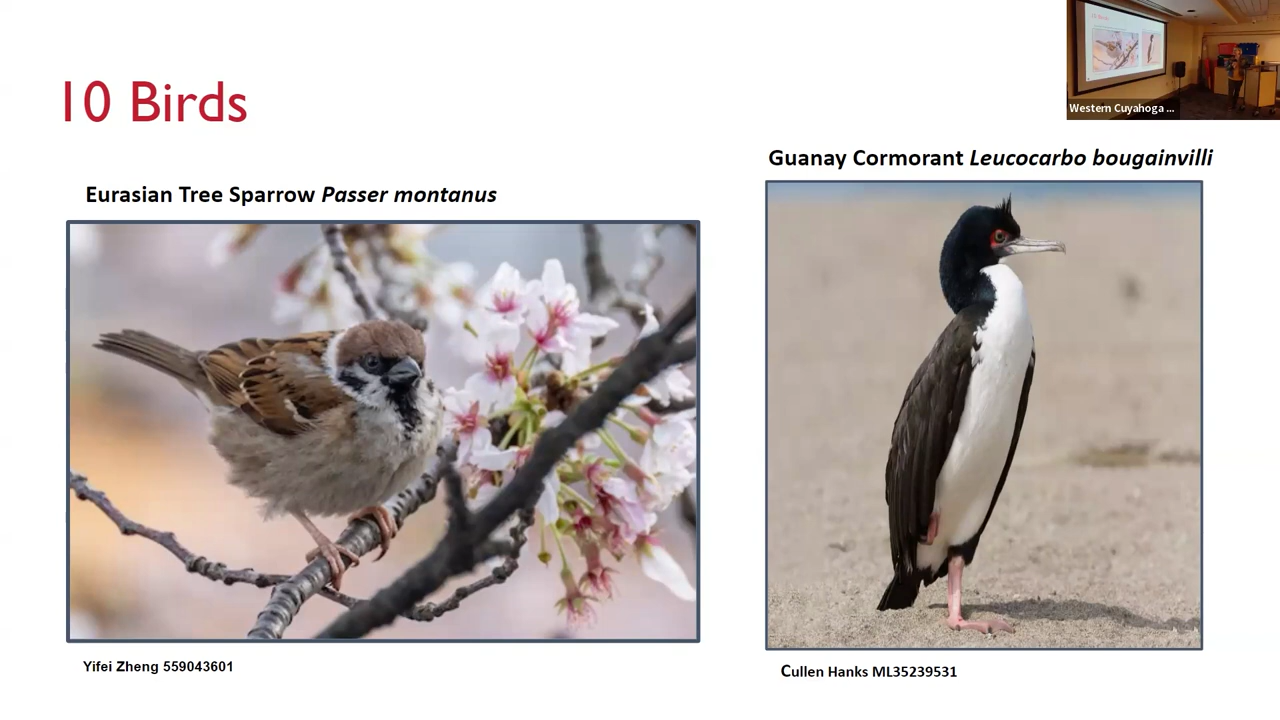 10 Birds
Western Cuyahoga ...
Guanay Cormorant Leucocarbo bougainvilli
Eurasian Tree Sparrow Passer montanus
Yifei Zheng 559043601
Cullen Hanks ML35239531